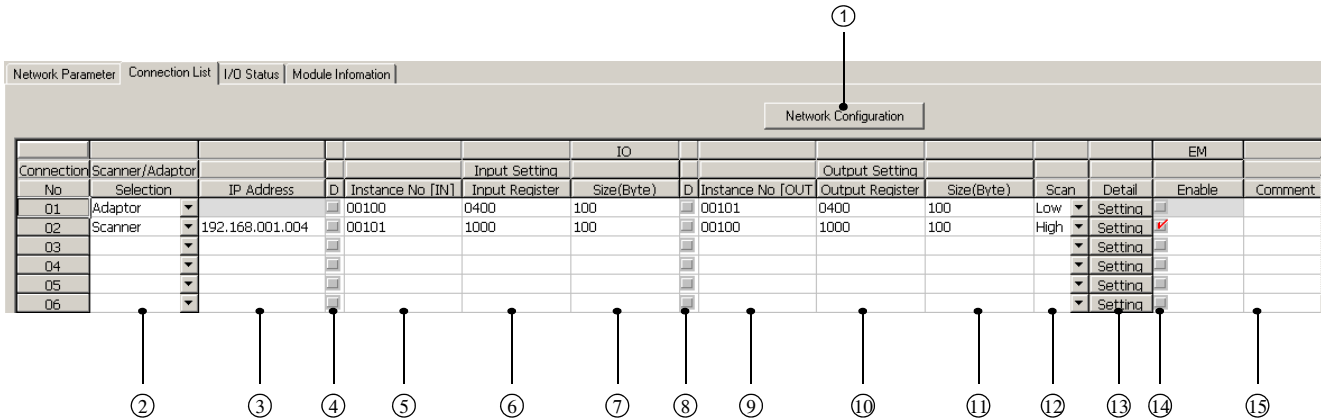 ①
Network Parameter Connection List I/O Status Module Infomation
Network Configuration
IO EM
Connection Scanner/Adaptor Input Setting Output Setting
No Selection IP Address D Instance No [IN] Input Register Size(Byte) D Instance No [OUT Output Register Size(Byte) Scan Detail Enable Comment
01 Adaptor 00100 0400 100 00101 0400 100 Low Setting
02 Scanner 192.168.001.004 00101 1000 100 00100 1000 100 High Setting
03 Setting
04 Setting
05 Setting
06 Setting
② ③ ④ ⑤ ⑥ ⑦ ⑧ ⑨ ⑩ ⑪ ⑫ ⑬ ⑭ ⑮